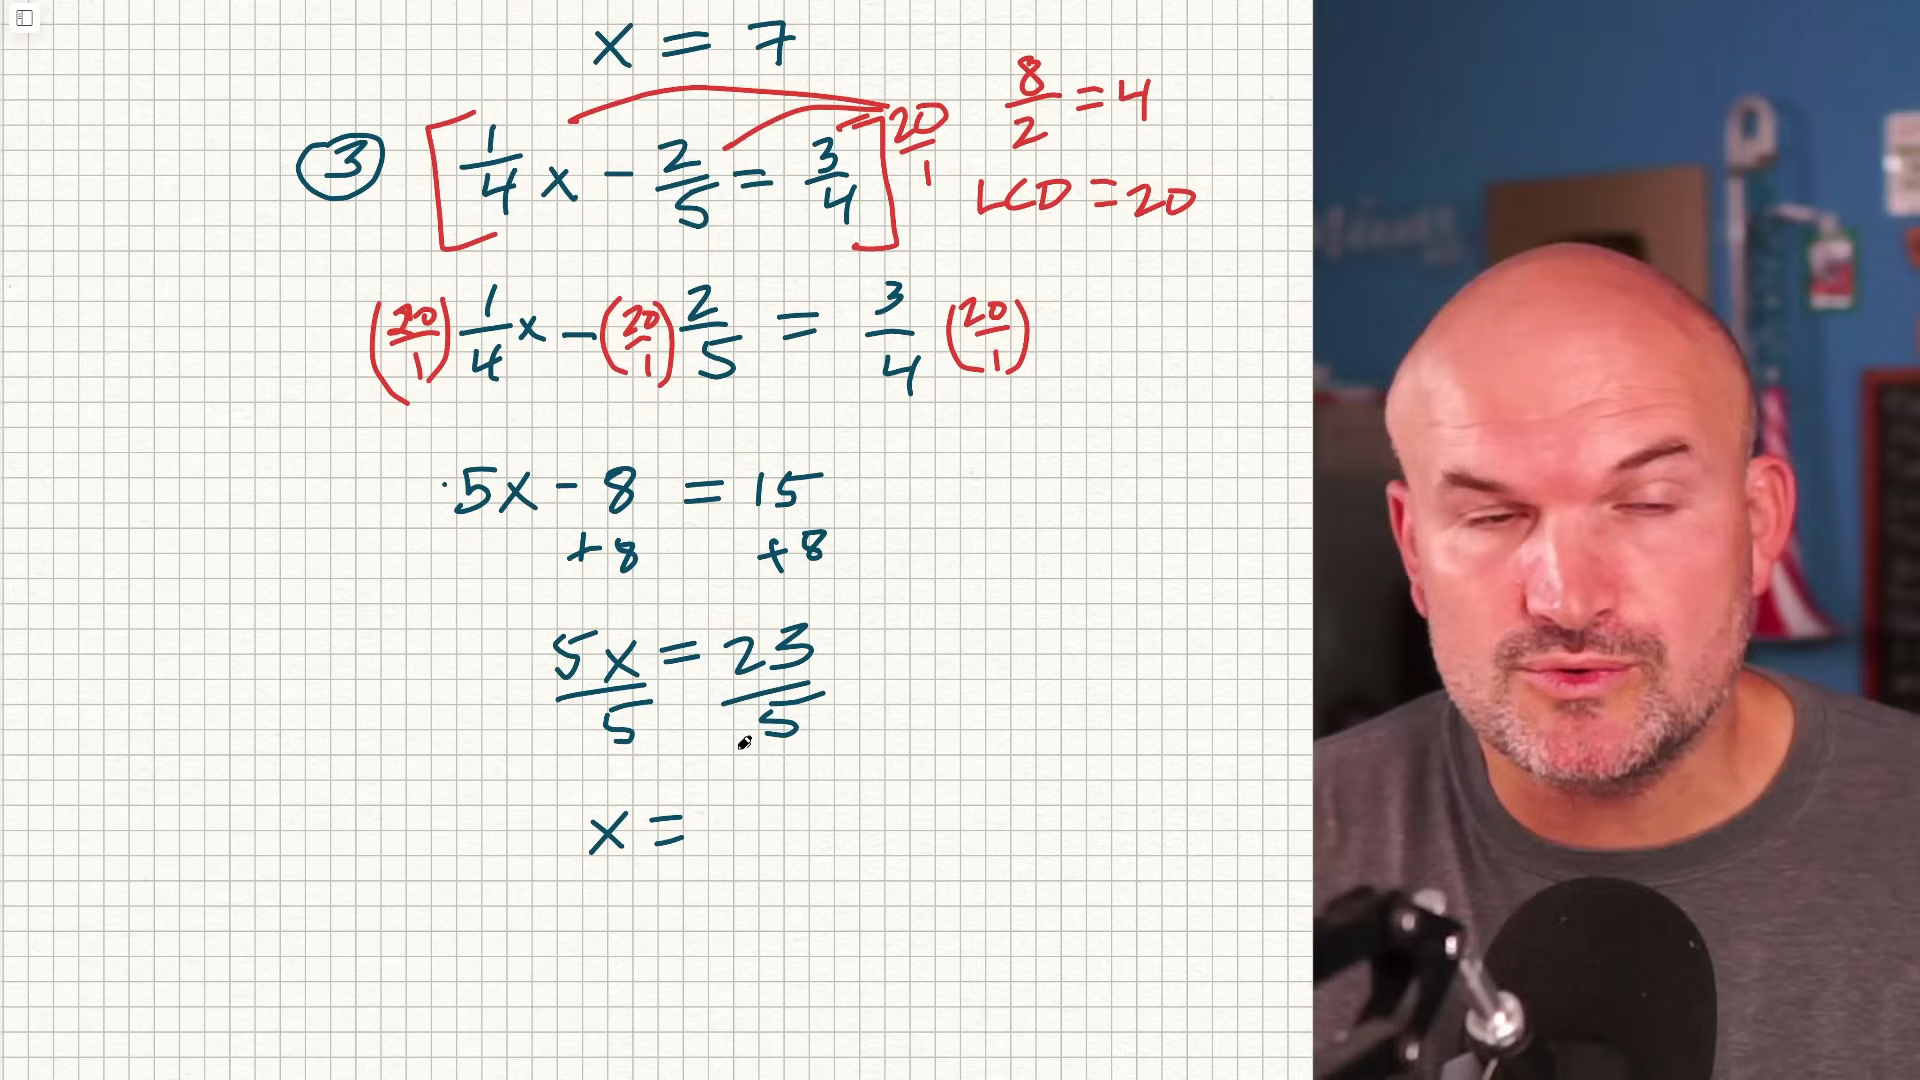 x = 7
8/2 = 4
③ [1/4 x - 2/5 = 3/4] 20/1
LCD = 20
(20/1) 1/4 x - (20/1) 2/5 = 3/4 (20/1)
5x - 8 = 15
+8 +8
5x = 23
5 5
x =